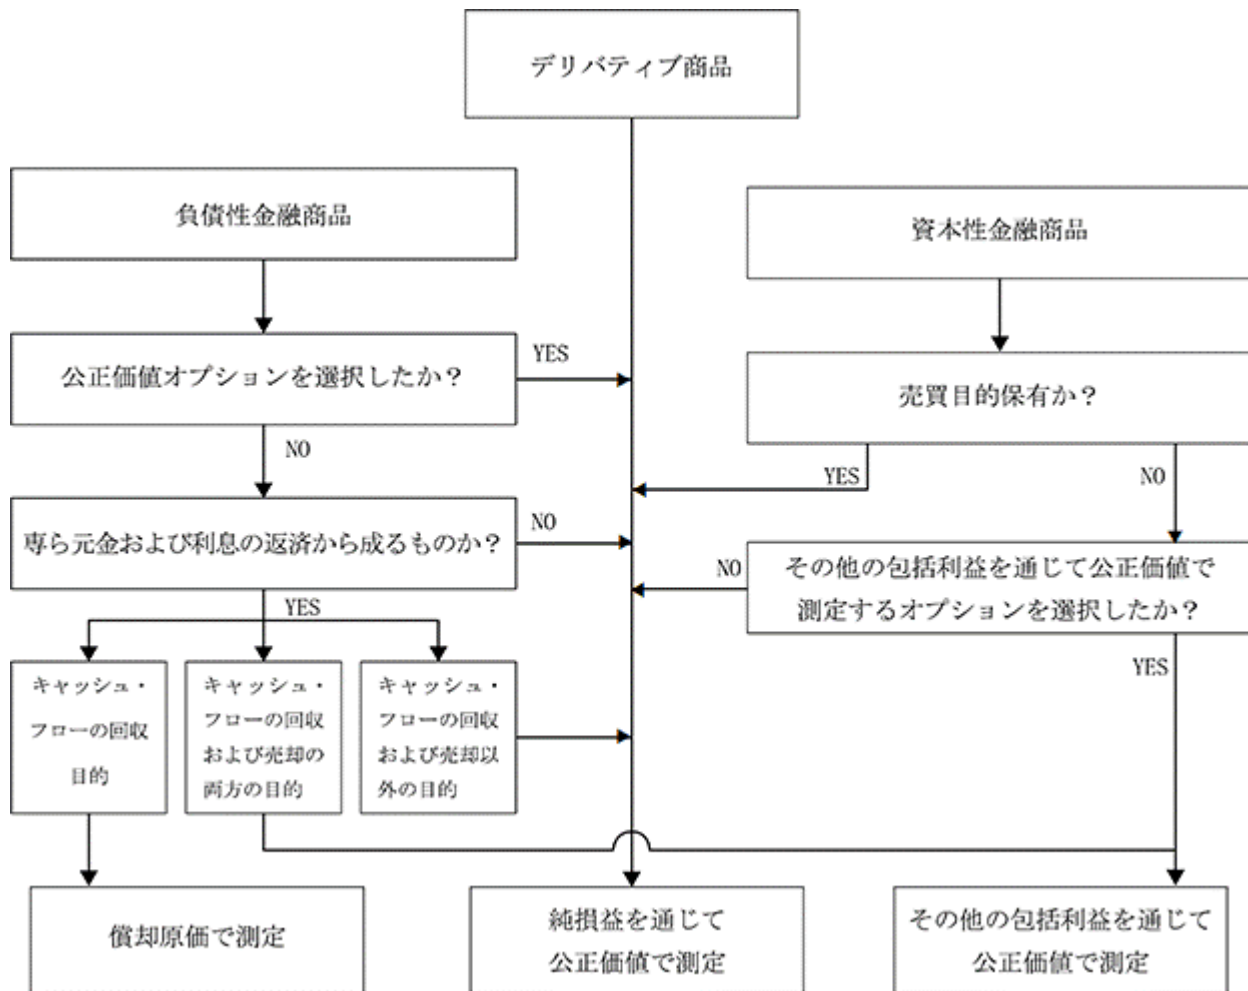 デリバティブ商品
負債性金融商品
資本性金融商品
公正価値オプションを選択したか？
YES
NO
売買目的保有か？
YES
NO
専ら元金および利息の返済から成るものか？
NO
YES
その他の包括利益を通じて公正価値で
測定するオプションを選択したか？
NO
YES
キャッシュ・
フローの回収
目的
キャッシュ・
フローの回収
および売却の
両方の目的
キャッシュ・
フローの回収
および売却以
外の目的
償却原価で測定
純損益を通じて
公正価値で測定
その他の包括利益を通じて
公正価値で測定